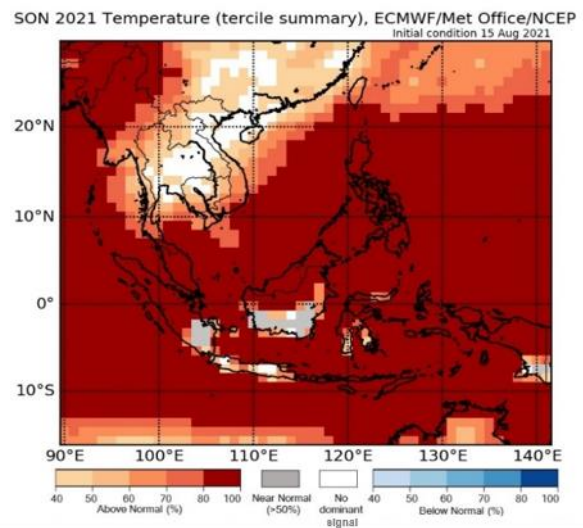 SON 2021 Temperature (tercile summary), ECMWF/Met Office/NCEP
Initial condition 15 Aug 2021
20°N
10°N
0°
10°S
90°E 100°E 110°E 120°E 130°E 140°E
40 50 60 70 80 100
Above Normal (%)
Near Normal
(>50%)
No
dominant
signal
40 50 60 70 80 100
Below Normal (%)